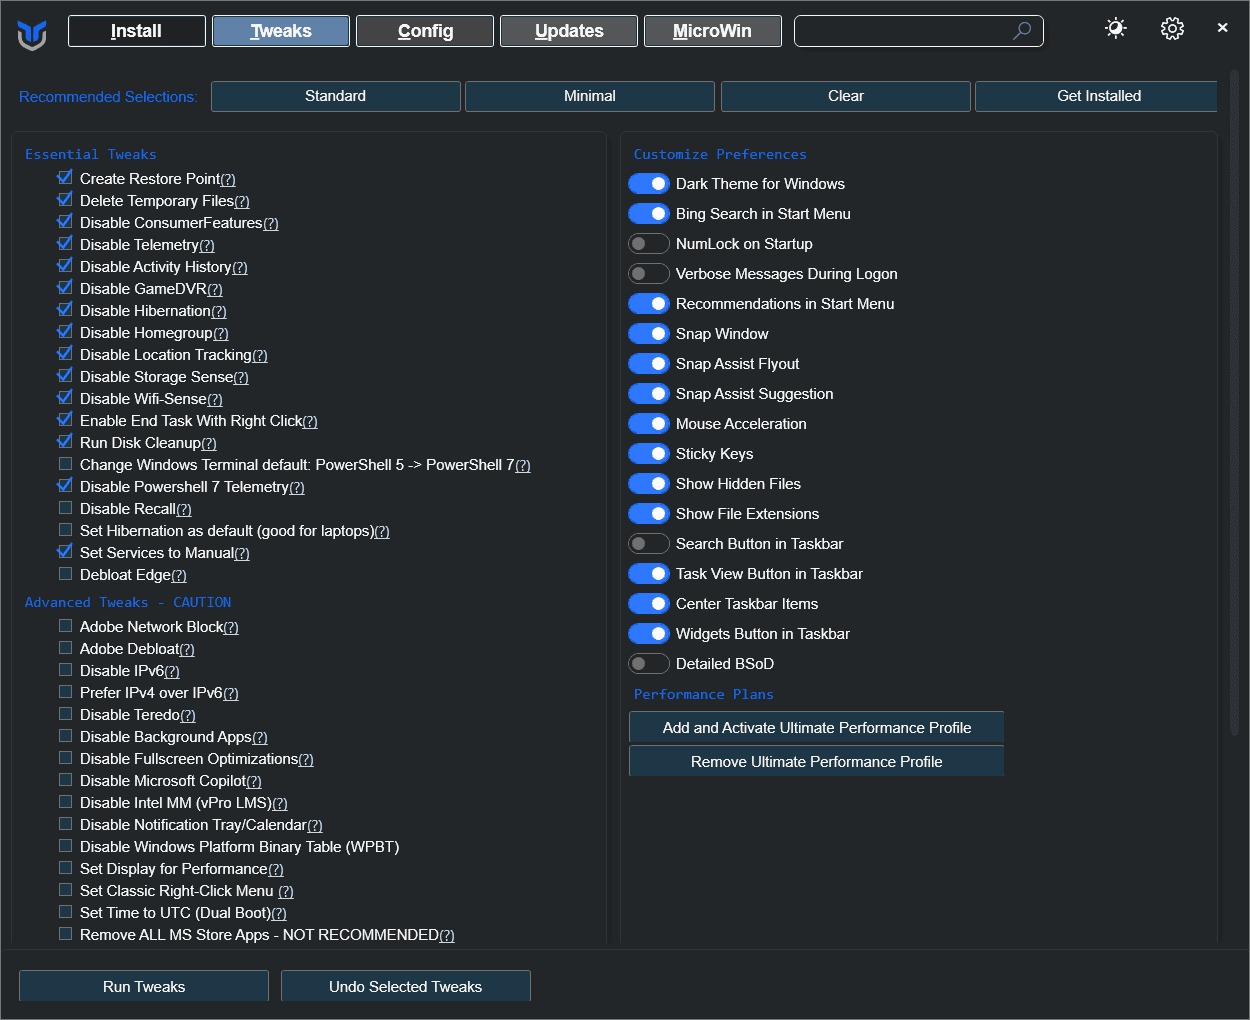 Install
Tweaks
Config
Updates
MicroWin
Recommended Selections:
Standard
Minimal
Clear
Get Installed
Essential Tweaks
Create Restore Point(?)
Delete Temporary Files(?)
Disable ConsumerFeatures(?)
Disable Telemetry(?)
Disable Activity History(?)
Disable GameDVR(?)
Disable Hibernation(?)
Disable Homegroup(?)
Disable Location Tracking(?)
Disable Storage Sense(?)
Disable Wifi-Sense(?)
Enable End Task With Right Click(?)
Run Disk Cleanup(?)
Change Windows Terminal default: PowerShell 5 -> PowerShell 7(?)
Disable Powershell 7 Telemetry(?)
Disable Recall(?)
Set Hibernation as default (good for laptops)(?)
Set Services to Manual(?)
Debloat Edge(?)
Advanced Tweaks - CAUTION
Adobe Network Block(?)
Adobe Debloat(?)
Disable IPv6(?)
Prefer IPv4 over IPv6(?)
Disable Teredo(?)
Disable Background Apps(?)
Disable Fullscreen Optimizations(?)
Disable Microsoft Copilot(?)
Disable Intel MM (vPro LMS)(?)
Disable Notification Tray/Calendar(?)
Disable Windows Platform Binary Table (WPBT)
Set Display for Performance(?)
Set Classic Right-Click Menu (?)
Set Time to UTC (Dual Boot)(?)
Remove ALL MS Store Apps - NOT RECOMMENDED(?)
Customize Preferences
Dark Theme for Windows
Bing Search in Start Menu
NumLock on Startup
Verbose Messages During Logon
Recommendations in Start Menu
Snap Window
Snap Assist Flyout
Snap Assist Suggestion
Mouse Acceleration
Sticky Keys
Show Hidden Files
Show File Extensions
Search Button in Taskbar
Task View Button in Taskbar
Center Taskbar Items
Widgets Button in Taskbar
Detailed BSoD
Performance Plans
Add and Activate Ultimate Performance Profile
Remove Ultimate Performance Profile
Run Tweaks
Undo Selected Tweaks